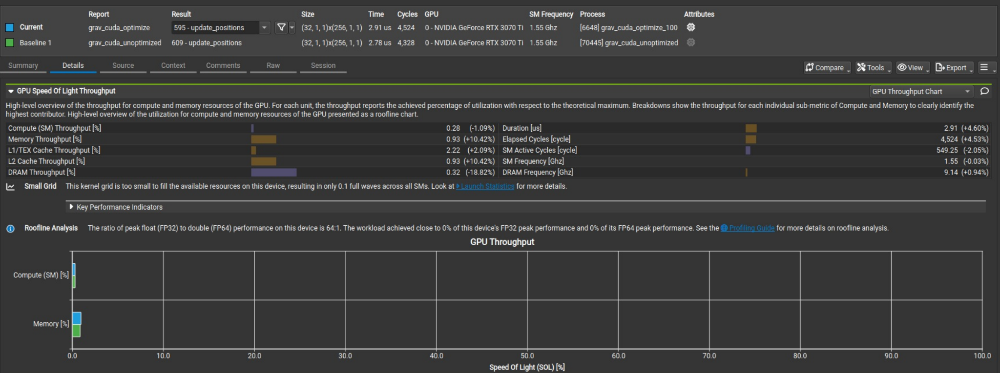 Report Result Size Time Cycles GPU SM Frequency Process Attributes
Current grav_cuda_optimize 595 - update_positions (32, 1, 1)x(256, 1, 1) 2.91 us 4,524 0 - NVIDIA GeForce RTX 3070 Ti 1.55 Ghz [6648] grav_cuda_optimize_100
Baseline 1 grav_cuda_unoptimized 609 - update_positions (32, 1, 1)x(256, 1, 1) 2.78 us 4,328 0 - NVIDIA GeForce RTX 3070 Ti 1.55 Ghz [70445] grav_cuda_unoptimized
Summary Details Source Context Comments Raw Session Compare Tools View Export
GPU Speed Of Light Throughput GPU Throughput Chart
High-level overview of the throughput for compute and memory resources of the GPU. For each unit, the throughput reports the achieved percentage of utilization with respect to the theoretical maximum. Breakdowns show the throughput for each individual sub-metric of Compute and Memory to clearly identify the
highest contributor. High-level overview of the utilization for compute and memory resources of the GPU presented as a roofline chart.
Compute (SM) Throughput [%] 0.28 (-1.09%) Duration [us] 2.91 (+4.60%)
Memory Throughput [%] 0.93 (+10.42%) Elapsed Cycles [cycle] 4,524 (+4.53%)
L1/TEX Cache Throughput [%] 2.22 (+2.09%) SM Active Cycles [cycle] 549.25 (-2.05%)
L2 Cache Throughput [%] 0.93 (+10.42%) SM Frequency [Ghz] 1.55 (-0.03%)
DRAM Throughput [%] 0.32 (-18.82%) DRAM Frequency [Ghz] 9.14 (+0.94%)
Small Grid This kernel grid is too small to fill the available resources on this device, resulting in only 0.1 full waves across all SMs. Look at Launch Statistics for more details.
Key Performance Indicators
Roofline Analysis The ratio of peak float (FP32) to double (FP64) performance on this device is 64:1. The workload achieved close to 0% of this device's FP32 peak performance and 0% of its FP64 peak performance. See the Profiling Guide for more details on roofline analysis.
GPU Throughput
Compute (SM) [%]
Memory [%]
0.0 10.0 20.0 30.0 40.0 50.0 60.0 70.0 80.0 90.0 100.0
Speed Of Light (SOL) [%]